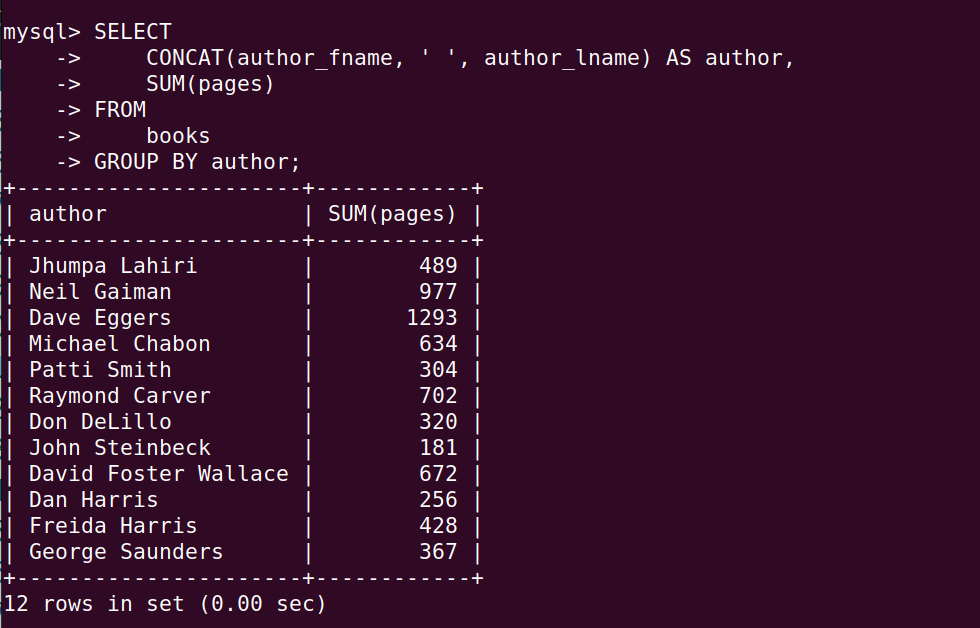 mysql> SELECT
    ->     CONCAT(author_fname, ' ', author_lname) AS author,
    ->     SUM(pages)
    -> FROM
    ->     books
    -> GROUP BY author;
+----------------------+------------+
| author               | SUM(pages) |
+----------------------+------------+
| Jhumpa Lahiri        |        489 |
| Neil Gaiman          |        977 |
| Dave Eggers          |       1293 |
| Michael Chabon       |        634 |
| Patti Smith          |        304 |
| Raymond Carver       |        702 |
| Don DeLillo          |        320 |
| John Steinbeck       |        181 |
| David Foster Wallace |        672 |
| Dan Harris           |        256 |
| Freida Harris        |        428 |
| George Saunders      |        367 |
+----------------------+------------+
12 rows in set (0.00 sec)